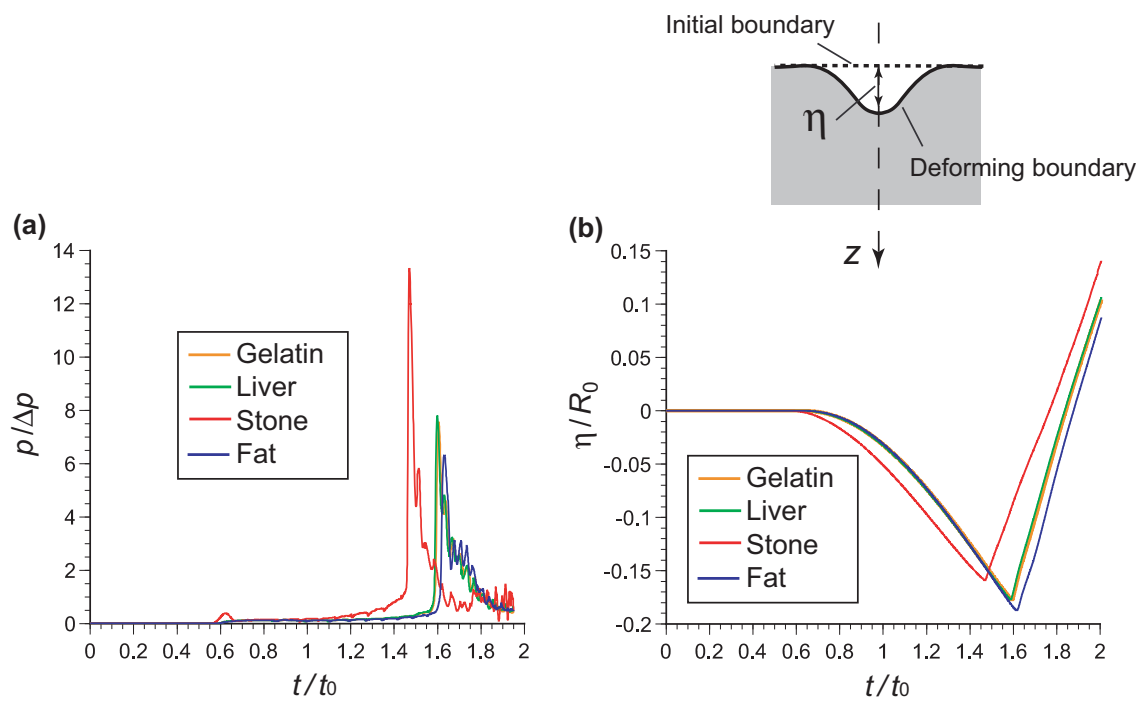 Initial boundary
η
Deforming boundary
z
(a)
14
12
10
8
6
4
2
0
p/Δp
Gelatin
Liver
Stone
Fat
0 0.2 0.4 0.6 0.8 1 1.2 1.4 1.6 1.8 2
t/t0
(b)
0.15
0.1
0.05
0
-0.05
-0.1
-0.15
-0.2
η/R0
Gelatin
Liver
Stone
Fat
0 0.2 0.4 0.6 0.8 1 1.2 1.4 1.6 1.8 2
t/t0